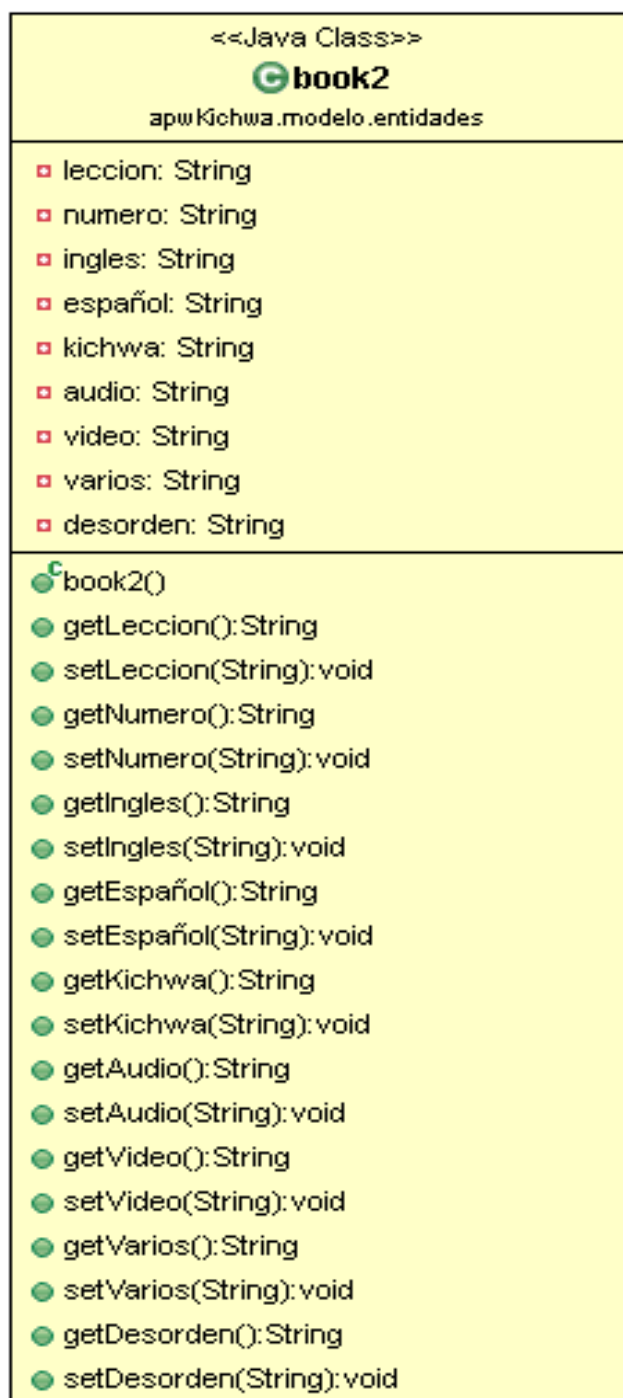 <<Java Class>>
book2
apwKichwa.modelo.entidades
leccion: String
numero: String
ingles: String
español: String
kichwa: String
audio: String
video: String
varios: String
desorden: String
book2()
getLeccion():String
setLeccion(String):void
getNumero():String
setNumero(String):void
getIngles():String
setIngles(String):void
getEspañol():String
setEspañol(String):void
getKichwa():String
setKichwa(String):void
getAudio():String
setAudio(String):void
getVideo():String
setVideo(String):void
getVarios():String
setVarios(String):void
getDesorden():String
setDesorden(String):void